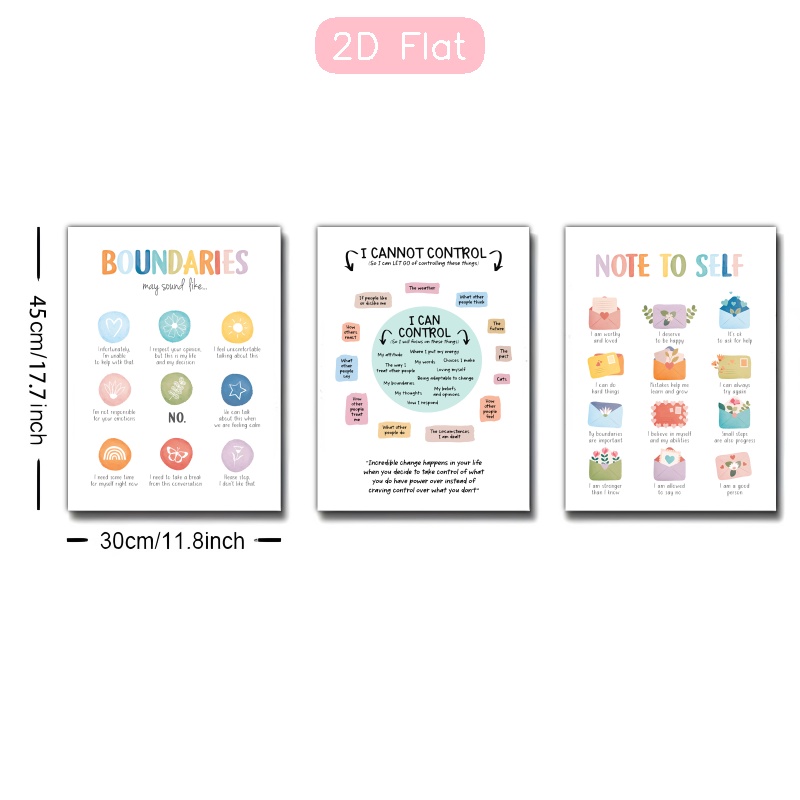 2D Flat
45cm/17.7inch
30cm/11.8inch
BOUNDARIES
may sound like...
Unfortunately,
I'm unable
to help with that.
I respect your opinion,
but this is my life
and my decision
I feel uncomfortable
talking about this
I'm not responsible
for your emotions
NO.
We can talk
about this when
we are feeling calm
I need some time
for myself right now
I need to take a break
from this conversation
Please stop,
I don't like that.
I CANNOT CONTROL
(So I can LET GO of controlling these things)
The weather
If people like
or dislike me
What other
people think
How others
react
The future
The past
What other
people say
Cats
How other
people treat
me
How other
people feel
What other
people do
The circumstances
I am dealt
I CAN
CONTROL
(So I will focus on these things)
Where I put my energy
My attitude
Choices I make
The way I
treat other people
My words
Loving myself
Being adaptable to change
My boundaries
My beliefs
and opinions
My thoughts
How I respond
"Incredible change happens in your life
when you decide to take control of what
you do have power over instead of
craving control over what you don't"
NOTE TO SELF
I am worthy
and loved
I deserve
to be happy
It's ok
to ask for help
I can do
hard things
Mistakes help me
learn and grow
I can always
try again
My boundaries
are important
I believe in myself
and my abilities
Small steps
are also progress
I am stronger
than I know
I am allowed
to say no
I am a good
person